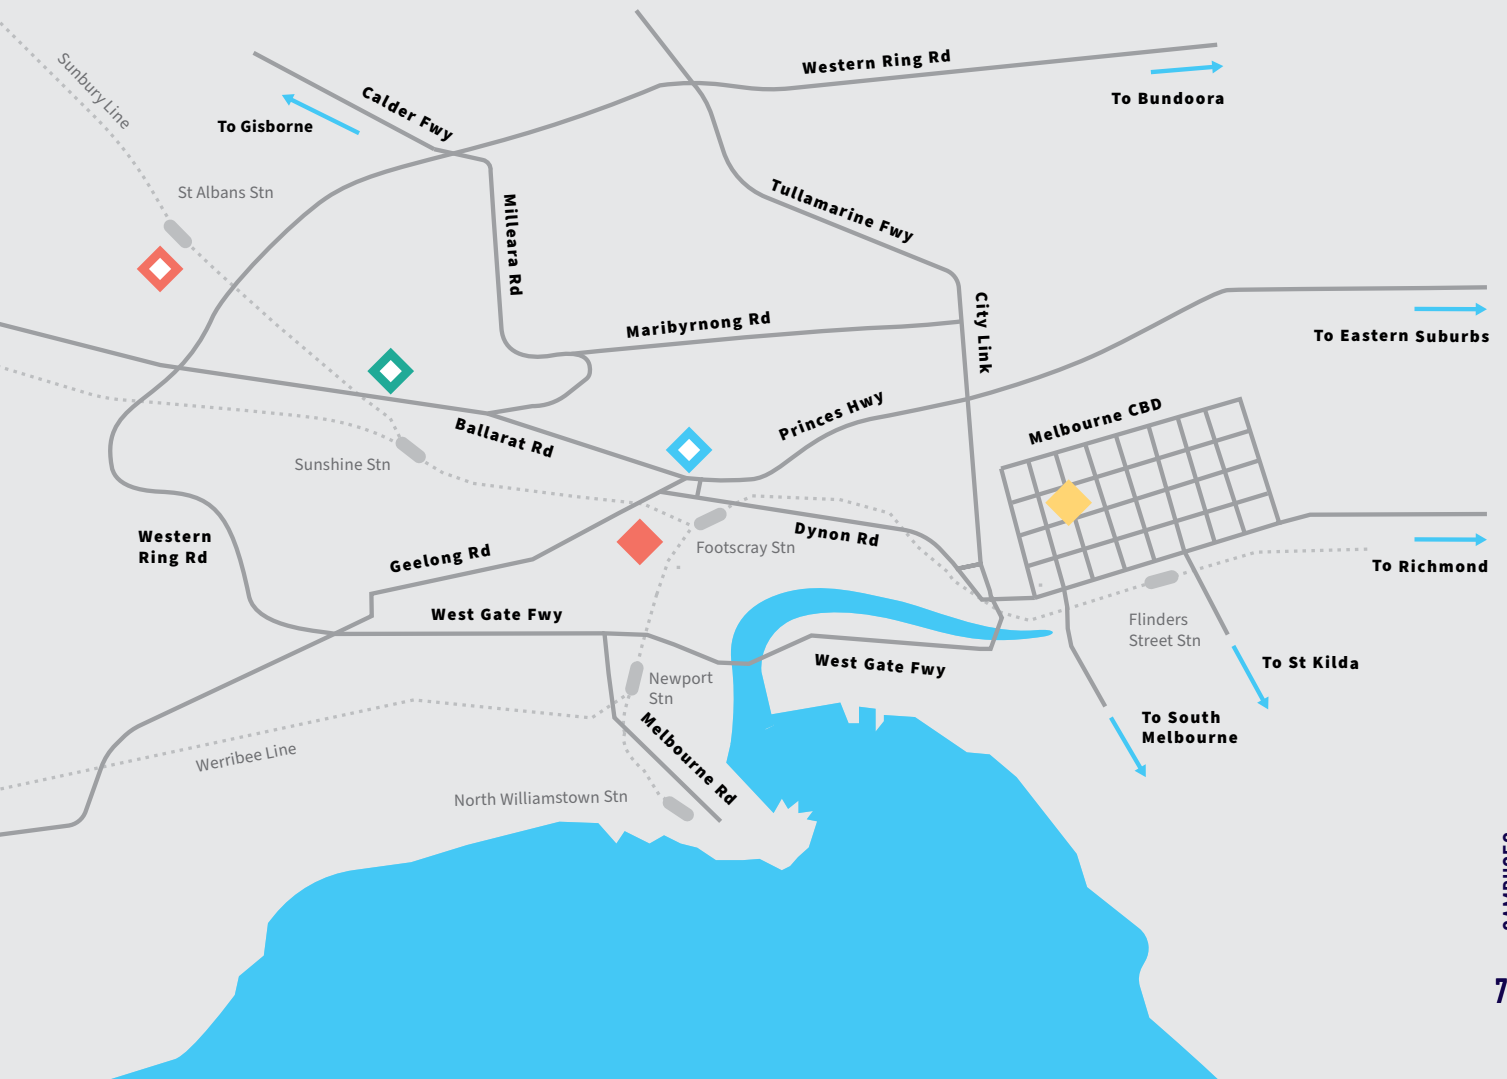 Western Ring Rd
To Bundoora
Sunbury Line
Calder Fwy
To Gisborne
St Albans Stn
Milleara Rd
Tullamarine Fwy
Maribyrnong Rd
City Link
To Eastern Suburbs
Princes Hwy
Melbourne CBD
Ballarat Rd
Sunshine Stn
Western
Ring Rd
Geelong Rd
Footscray Stn
Dynon Rd
To Richmond
West Gate Fwy
Flinders
Street Stn
To St Kilda
West Gate Fwy
Newport
Stn
To South
Melbourne
Melbourne Rd
Werribee Line
North Williamstown Stn
7